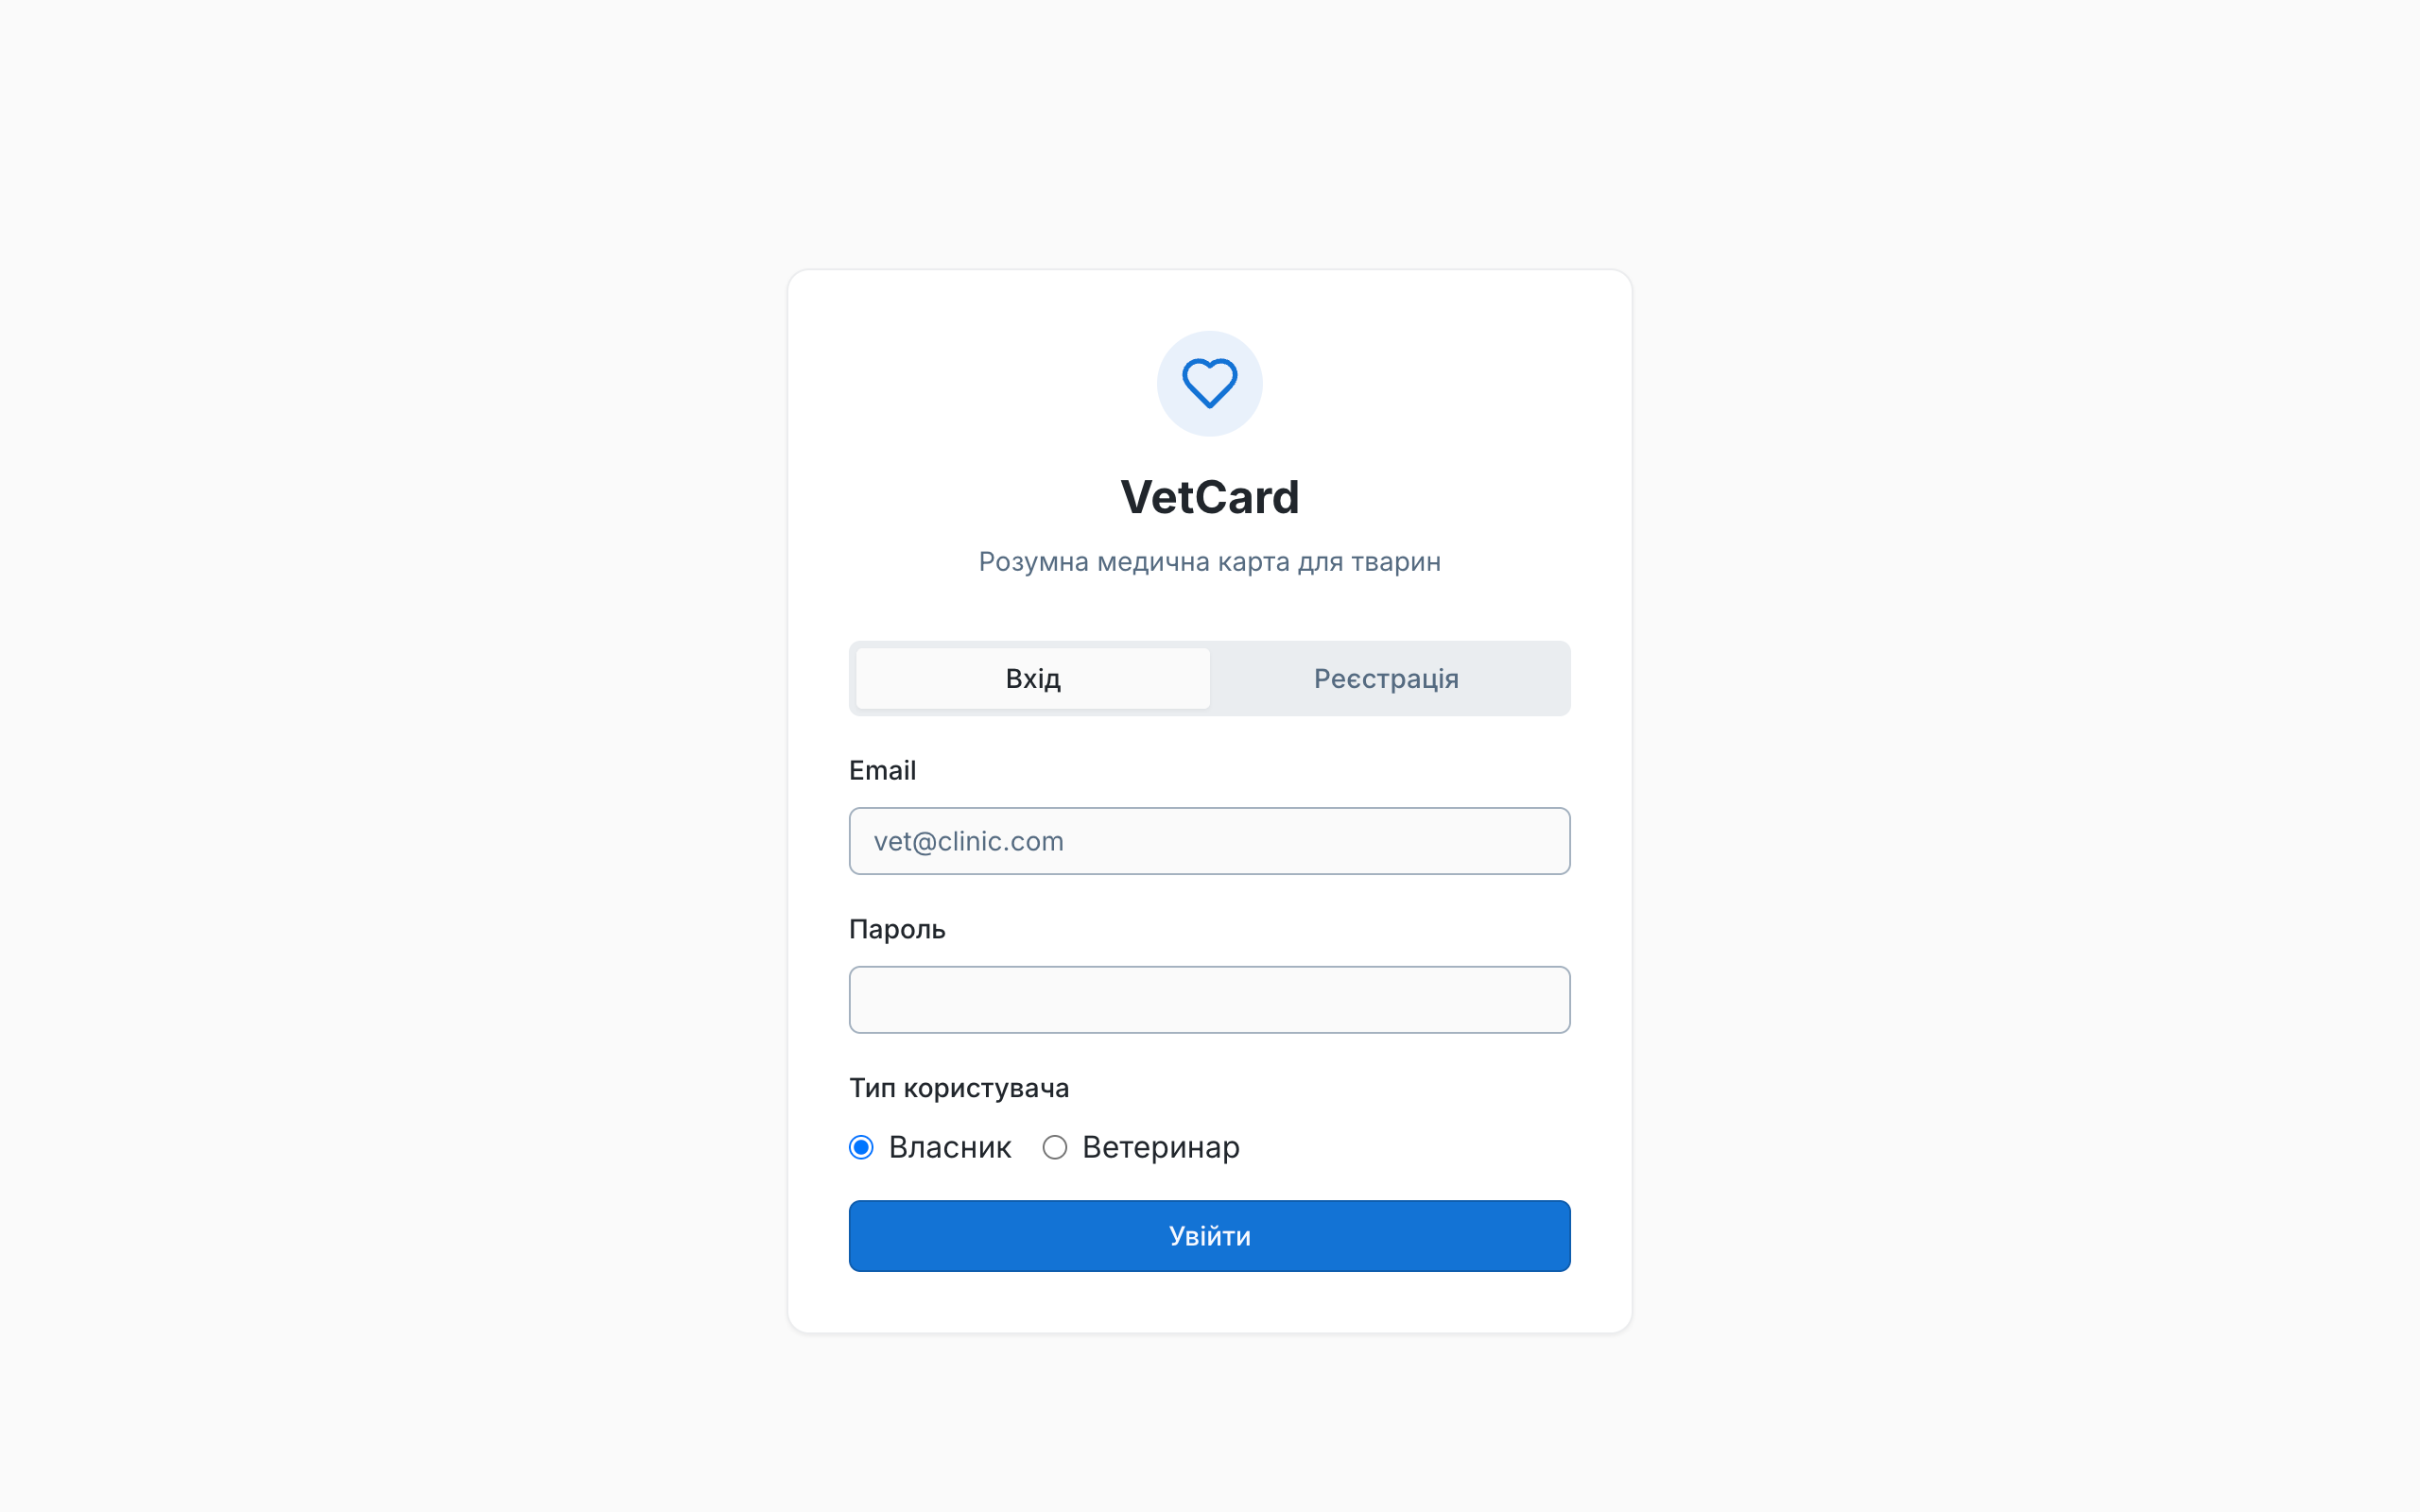 VetCard
Розумна медична карта для тварин
Вхід Реєстрація
Email
vet@clinic.com
Пароль
Тип користувача
Власник Ветеринар
Увійти